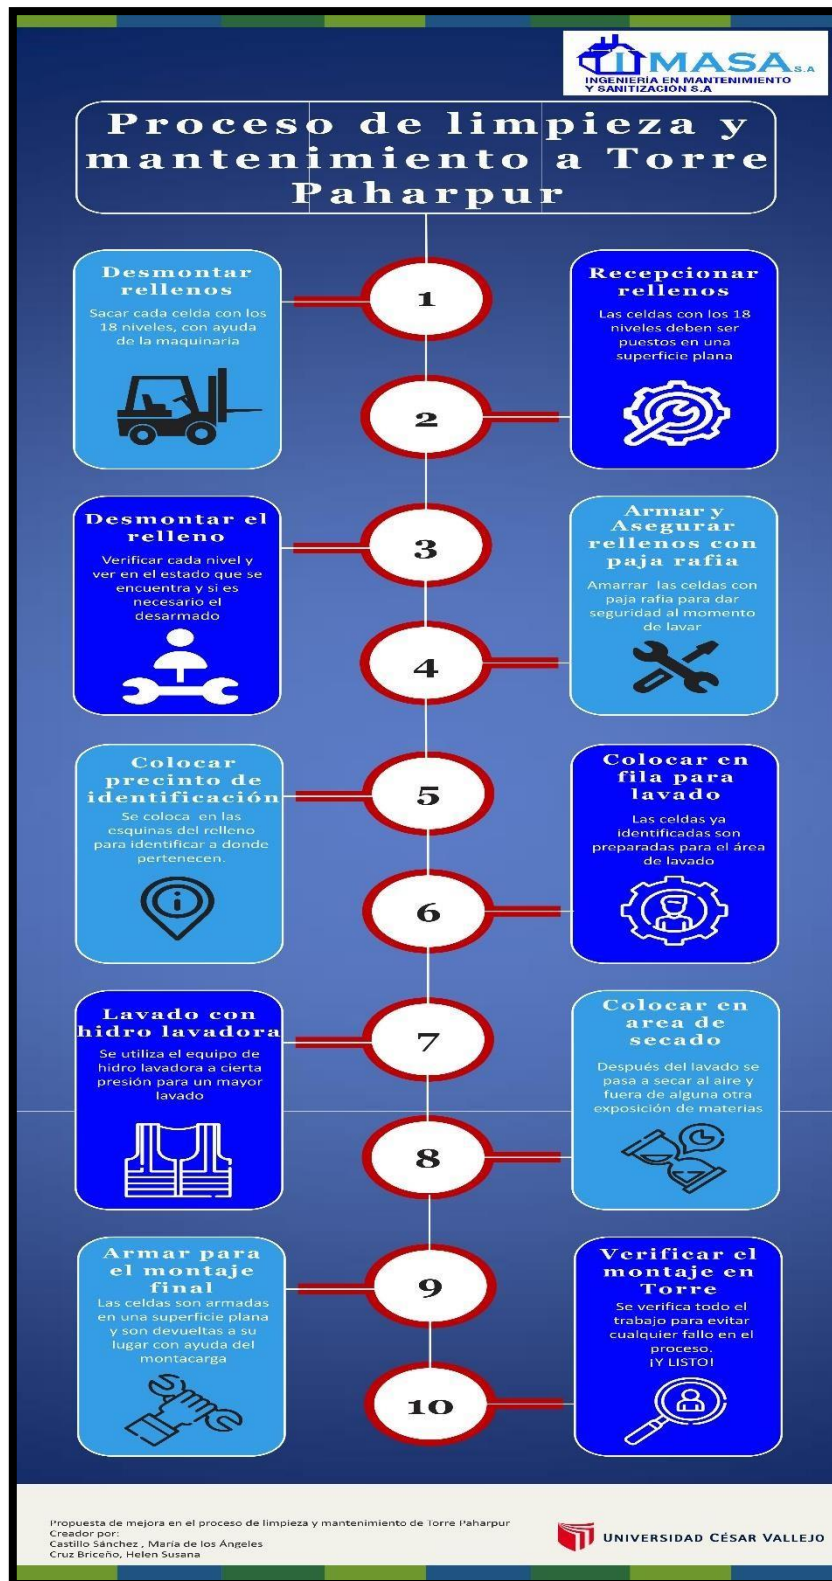 IMASA S.A
INGENIERÍA EN MANTENIMIENTO
Y SANITIZACIÓN S.A
Proceso de limpieza y
mantenimiento a Torre
Paharpur
1
Desmontar
rellenos
Sacar cada celda con los
18 niveles, con ayuda
de la maquinaria
2
Recepcionar
rellenos
Las celdas con los 18
niveles deben ser
puestos en una
superficie plana
3
Desmontar el
relleno
Verificar cada nivel y
ver en el estado que se
encuentra y si es
necesario el
desarmado
4
Armar y
Asegurar
rellenos con
paja rafia
Amarrar las celdas con
paja rafia para dar
seguridad al momento
de lavar
5
Colocar
precinto de
identificación
Se coloca en las
esquinas del relleno
para identificar a donde
pertenecen.
6
Colocar en
fila para
lavado
Las celdas ya
identificadas son
preparadas para el área
de lavado
7
Lavado con
hidro lavadora
Se utiliza el equipo de
hidro lavadora a cierta
presión para un mayor
lavado
8
Colocar en
area de
secado
Después del lavado se
pasa a secar al aire y
fuera de alguna otra
exposición de materias
9
Armar para
el montaje
final
Las celdas son armadas
en una superficie plana
y son devueltas a su
lugar con ayuda del
montacarga
10
Verificar el
montaje en
Torre
Se verifica todo el
trabajo para evitar
cualquier fallo en el
proceso.
¡Y LISTO!
Propuesta de mejora en el proceso de limpieza y mantenimiento de Torre Paharpur
Creador por:
Castillo Sánchez , María de los Ángeles
Cruz Briceño, Helen Susana
UNIVERSIDAD CÉSAR VALLEJO